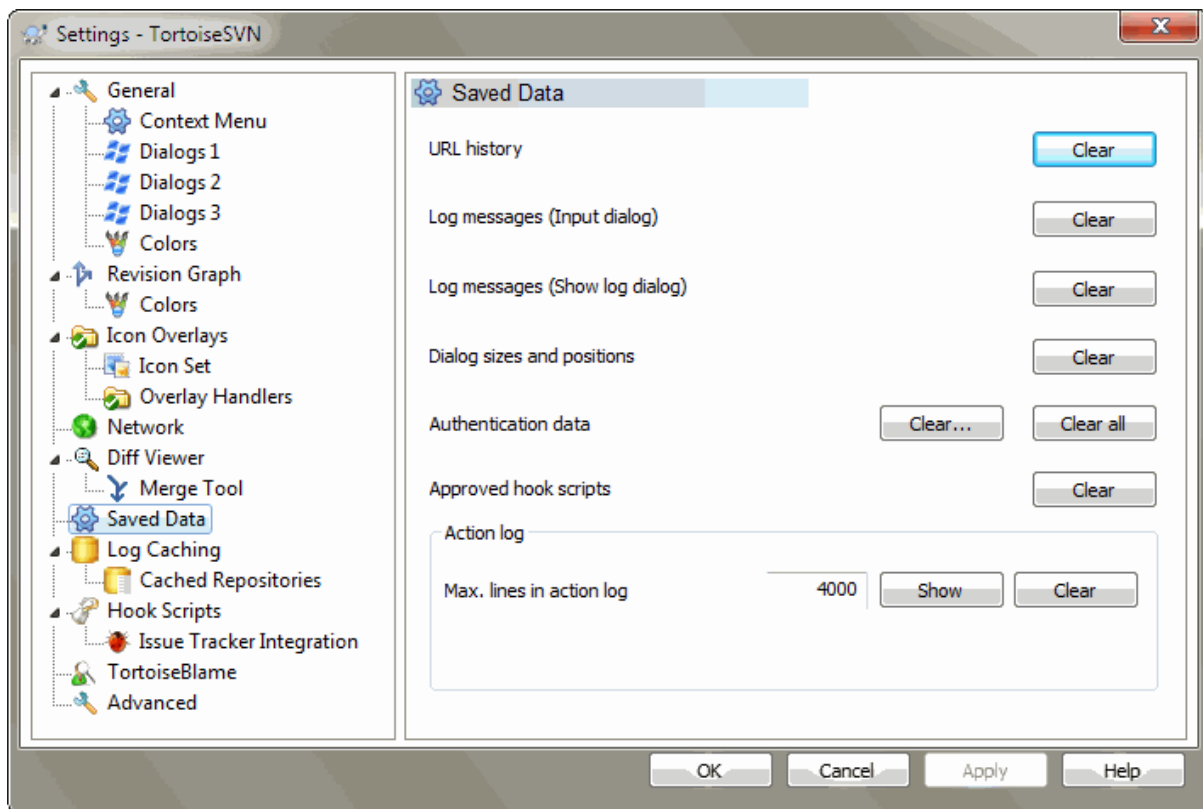 Settings - TortoiseSVN
X
General
Context Menu
Dialogs 1
Dialogs 2
Dialogs 3
Colors
Revision Graph
Colors
Icon Overlays
Icon Set
Overlay Handlers
Network
Diff Viewer
Merge Tool
Saved Data
Log Caching
Cached Repositories
Hook Scripts
Issue Tracker Integration
TortoiseBlame
Advanced
Saved Data
URL history Clear
Log messages (Input dialog) Clear
Log messages (Show log dialog) Clear
Dialog sizes and positions Clear
Authentication data Clear... Clear all
Approved hook scripts Clear
Action log
Max. lines in action log 4000 Show Clear
OK Cancel Apply Help